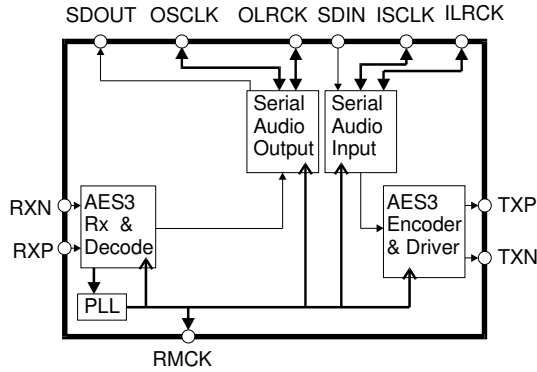 SDOUT OSCLK OLRCK SDIN ISCLK ILRCK
Serial
Audio
Output
Serial
Audio
Input
RXN
RXP
AES3
Rx &
Decode
AES3
Encoder
& Driver
TXP
TXN
PLL
RMCK